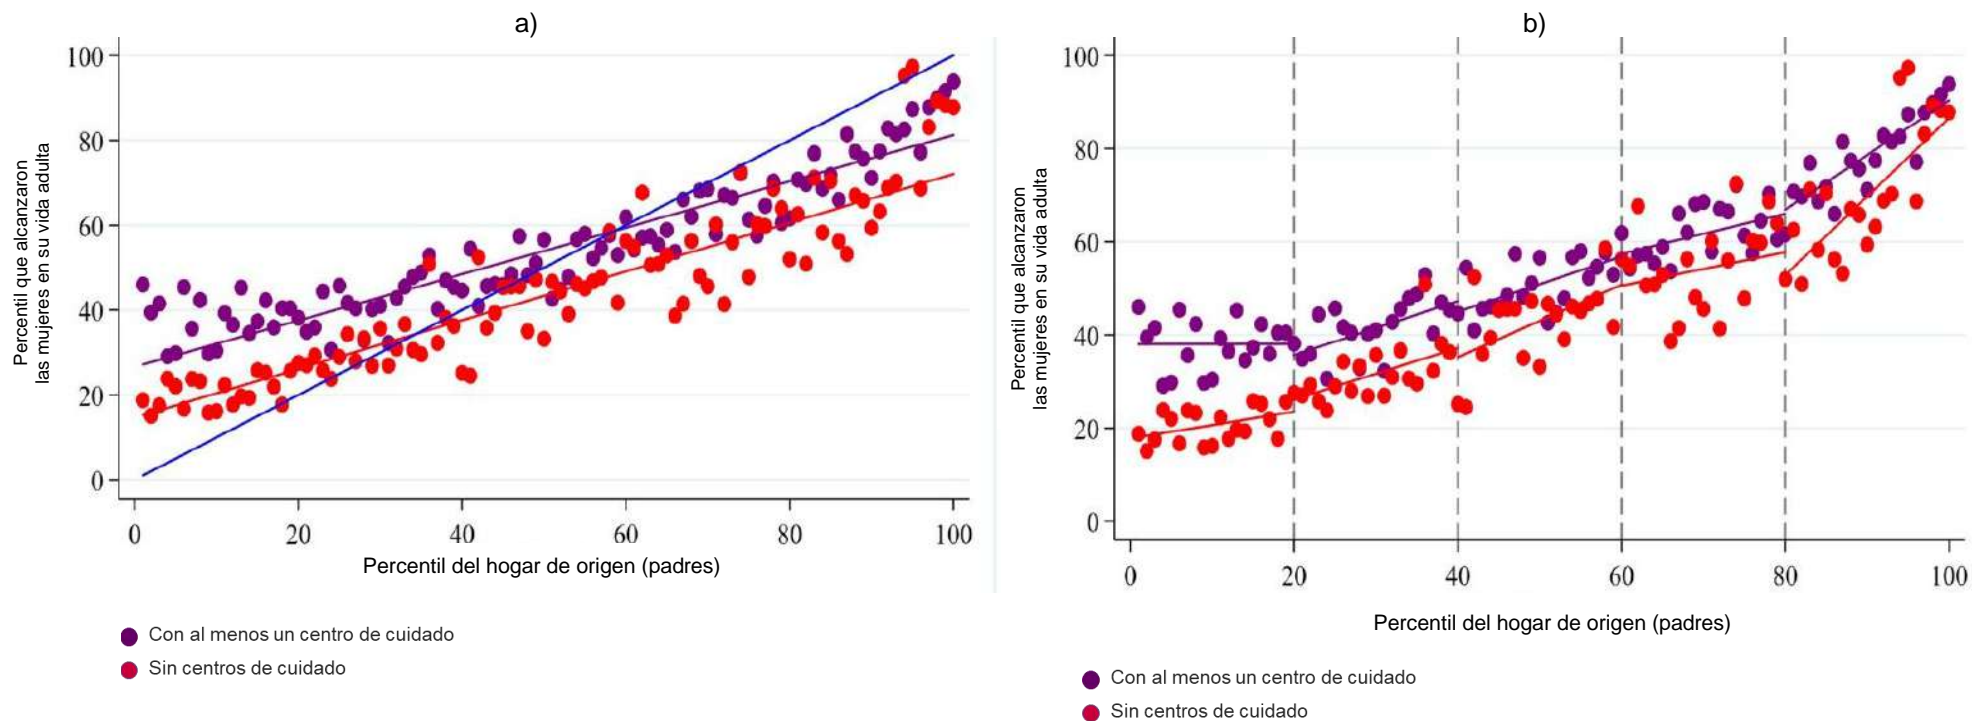 a)
100
80
60
40
20
0
Percentil que alcanzaron
las mujeres en su vida adulta
0 20 40 60 80 100
Percentil del hogar de origen (padres)
Con al menos un centro de cuidado
Sin centros de cuidado
b)
100
80
60
40
20
0
Percentil que alcanzaron
las mujeres en su vida adulta
0 20 40 60 80 100
Percentil del hogar de origen (padres)
Con al menos un centro de cuidado
Sin centros de cuidado